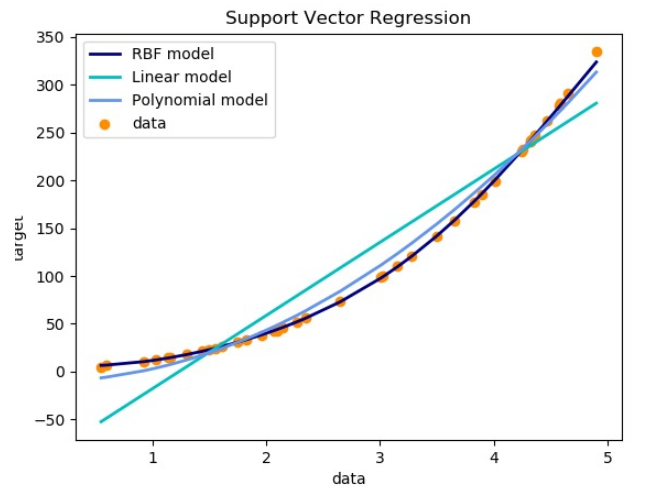 Support Vector Regression
RBF model
Linear model
Polynomial model
data
350
300
250
200
150
100
50
0
−50
target
1 2 3 4 5
data